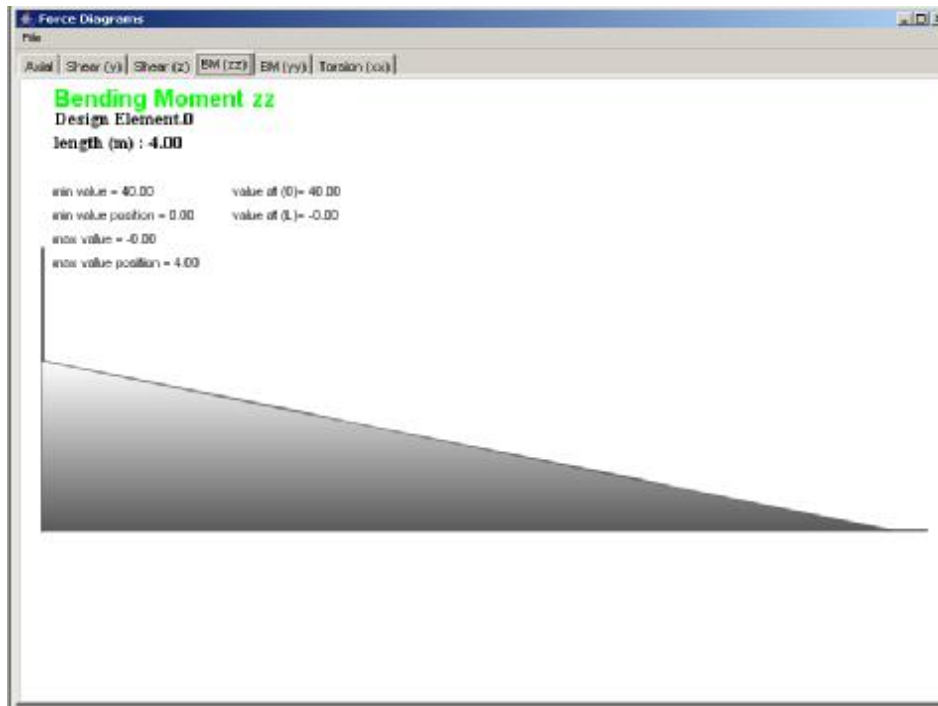 Force Diagrams
File
Axial Shear (y) Shear (z) BM (zz) BM (yy) Torsion (xx)
Bending Moment zz
Design Element.0
length (m) : 4.00
min value = 40.00 value at (0)= 40.00
min value position = 0.00 value at (L)= -0.00
max value = -0.00
max value position = 4.00